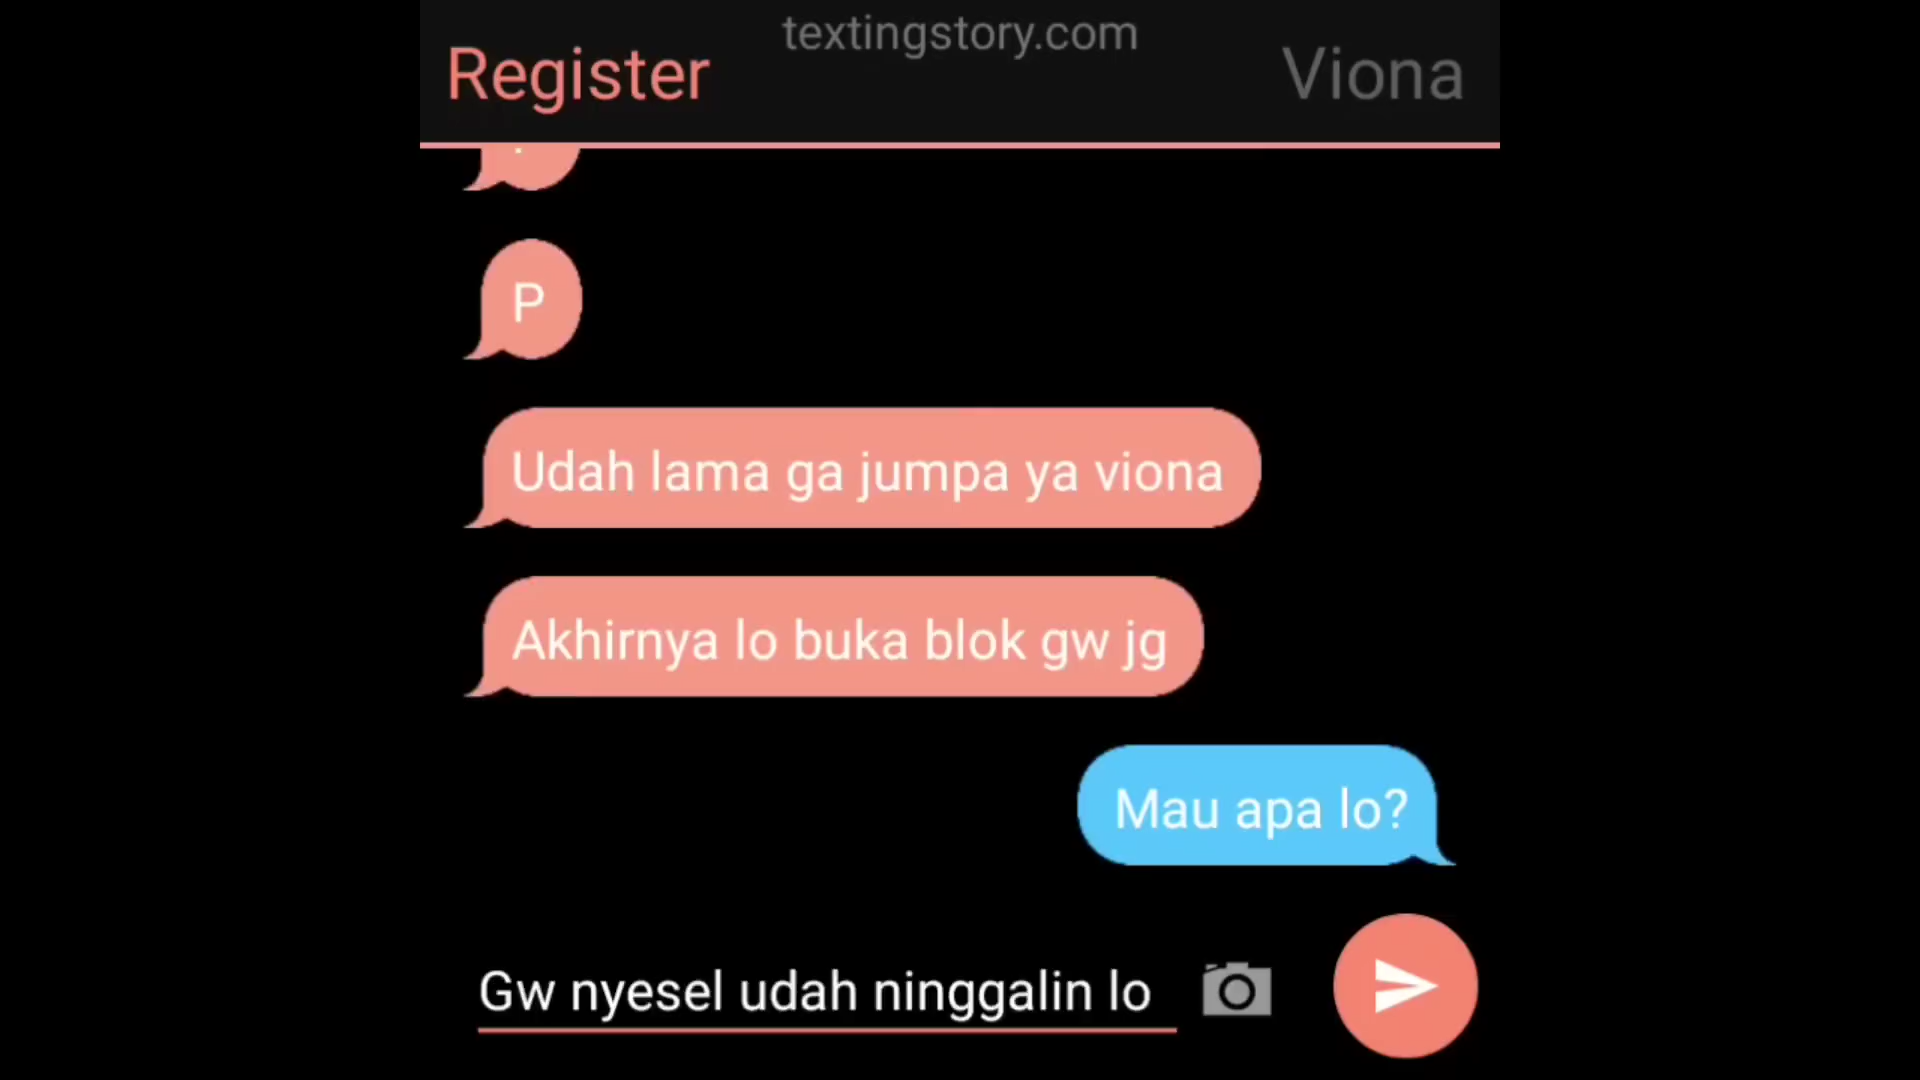 textingstory.com
Register
Viona
P
Udah lama ga jumpa ya viona
Akhirnya lo buka blok gw jg
Mau apa lo?
Gw nyesel udah ninggalin lo